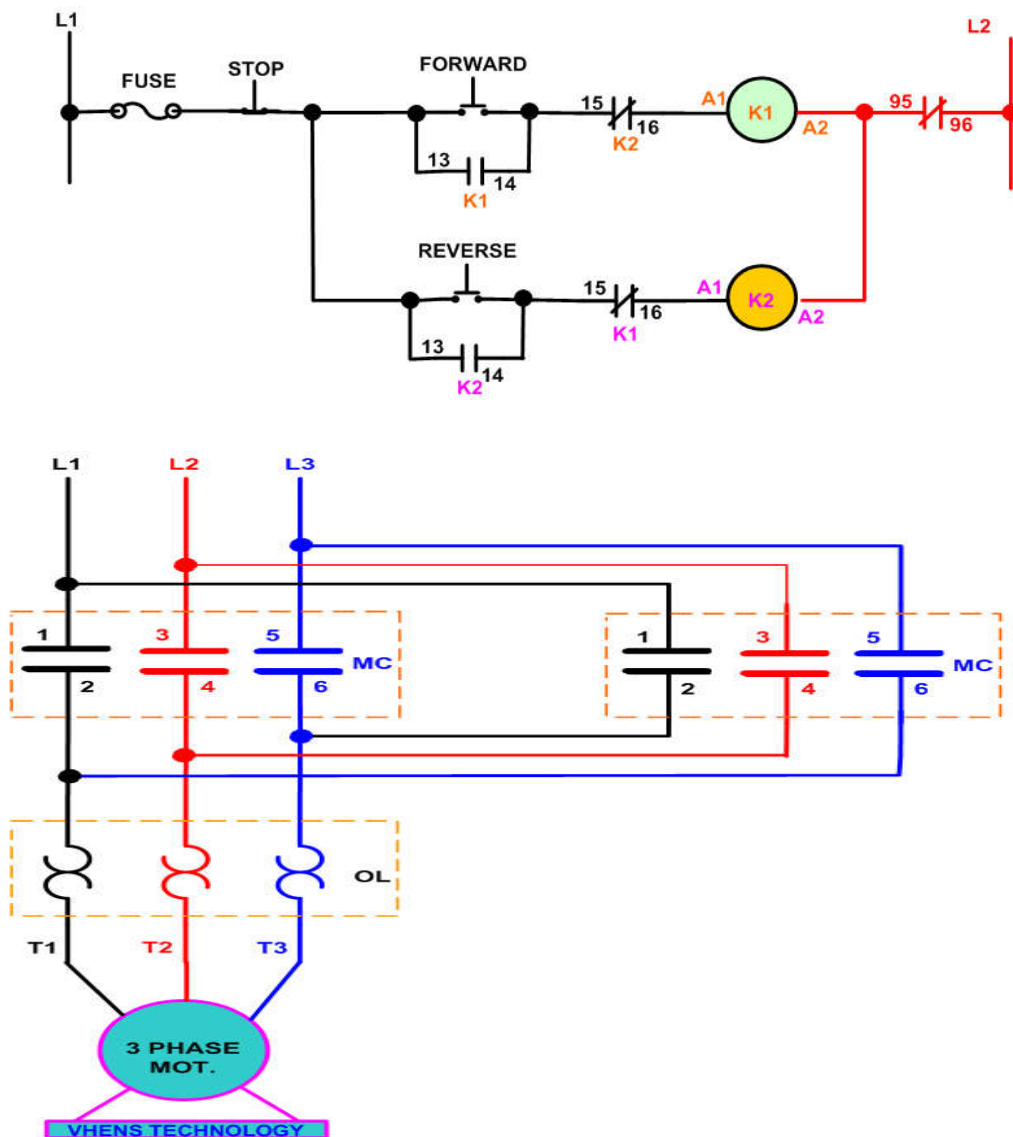 L1
L2
FUSE
STOP
FORWARD
15
16
K2
A1
K1
A2
95
96
13
14
K1
REVERSE
15
16
K1
A1
K2
A2
13
14
K2
L1
L2
L3
1
2
3
4
5
6
MC
1
2
3
4
5
6
MC
OL
T1
T2
T3
3 PHASE
MOT.
VHENS TECHNOLOGY